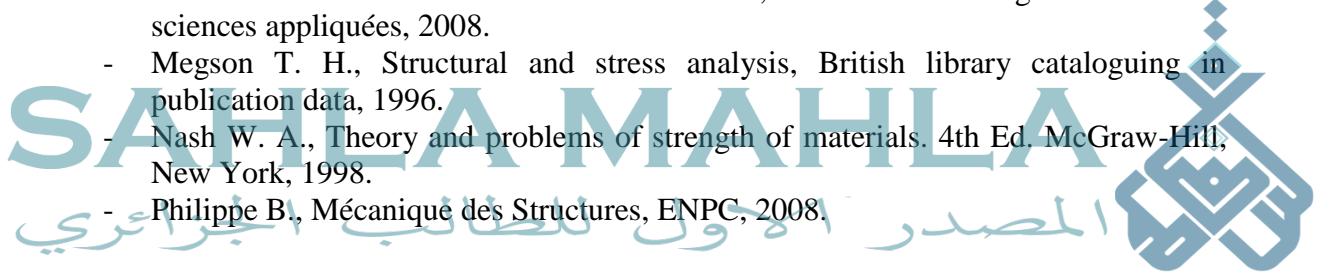 sciences appliquées, 2008.
- Megson T. H., Structural and stress analysis, British library cataloguing in
publication data, 1996.
SAHLA MAHLA
- Nash W. A., Theory and problems of strength of materials. 4th Ed. McGraw-Hill,
New York, 1998.
- Philippe B., Mécanique des Structures, ENPC, 2008.
المصدر الاول للطالب الجزائري